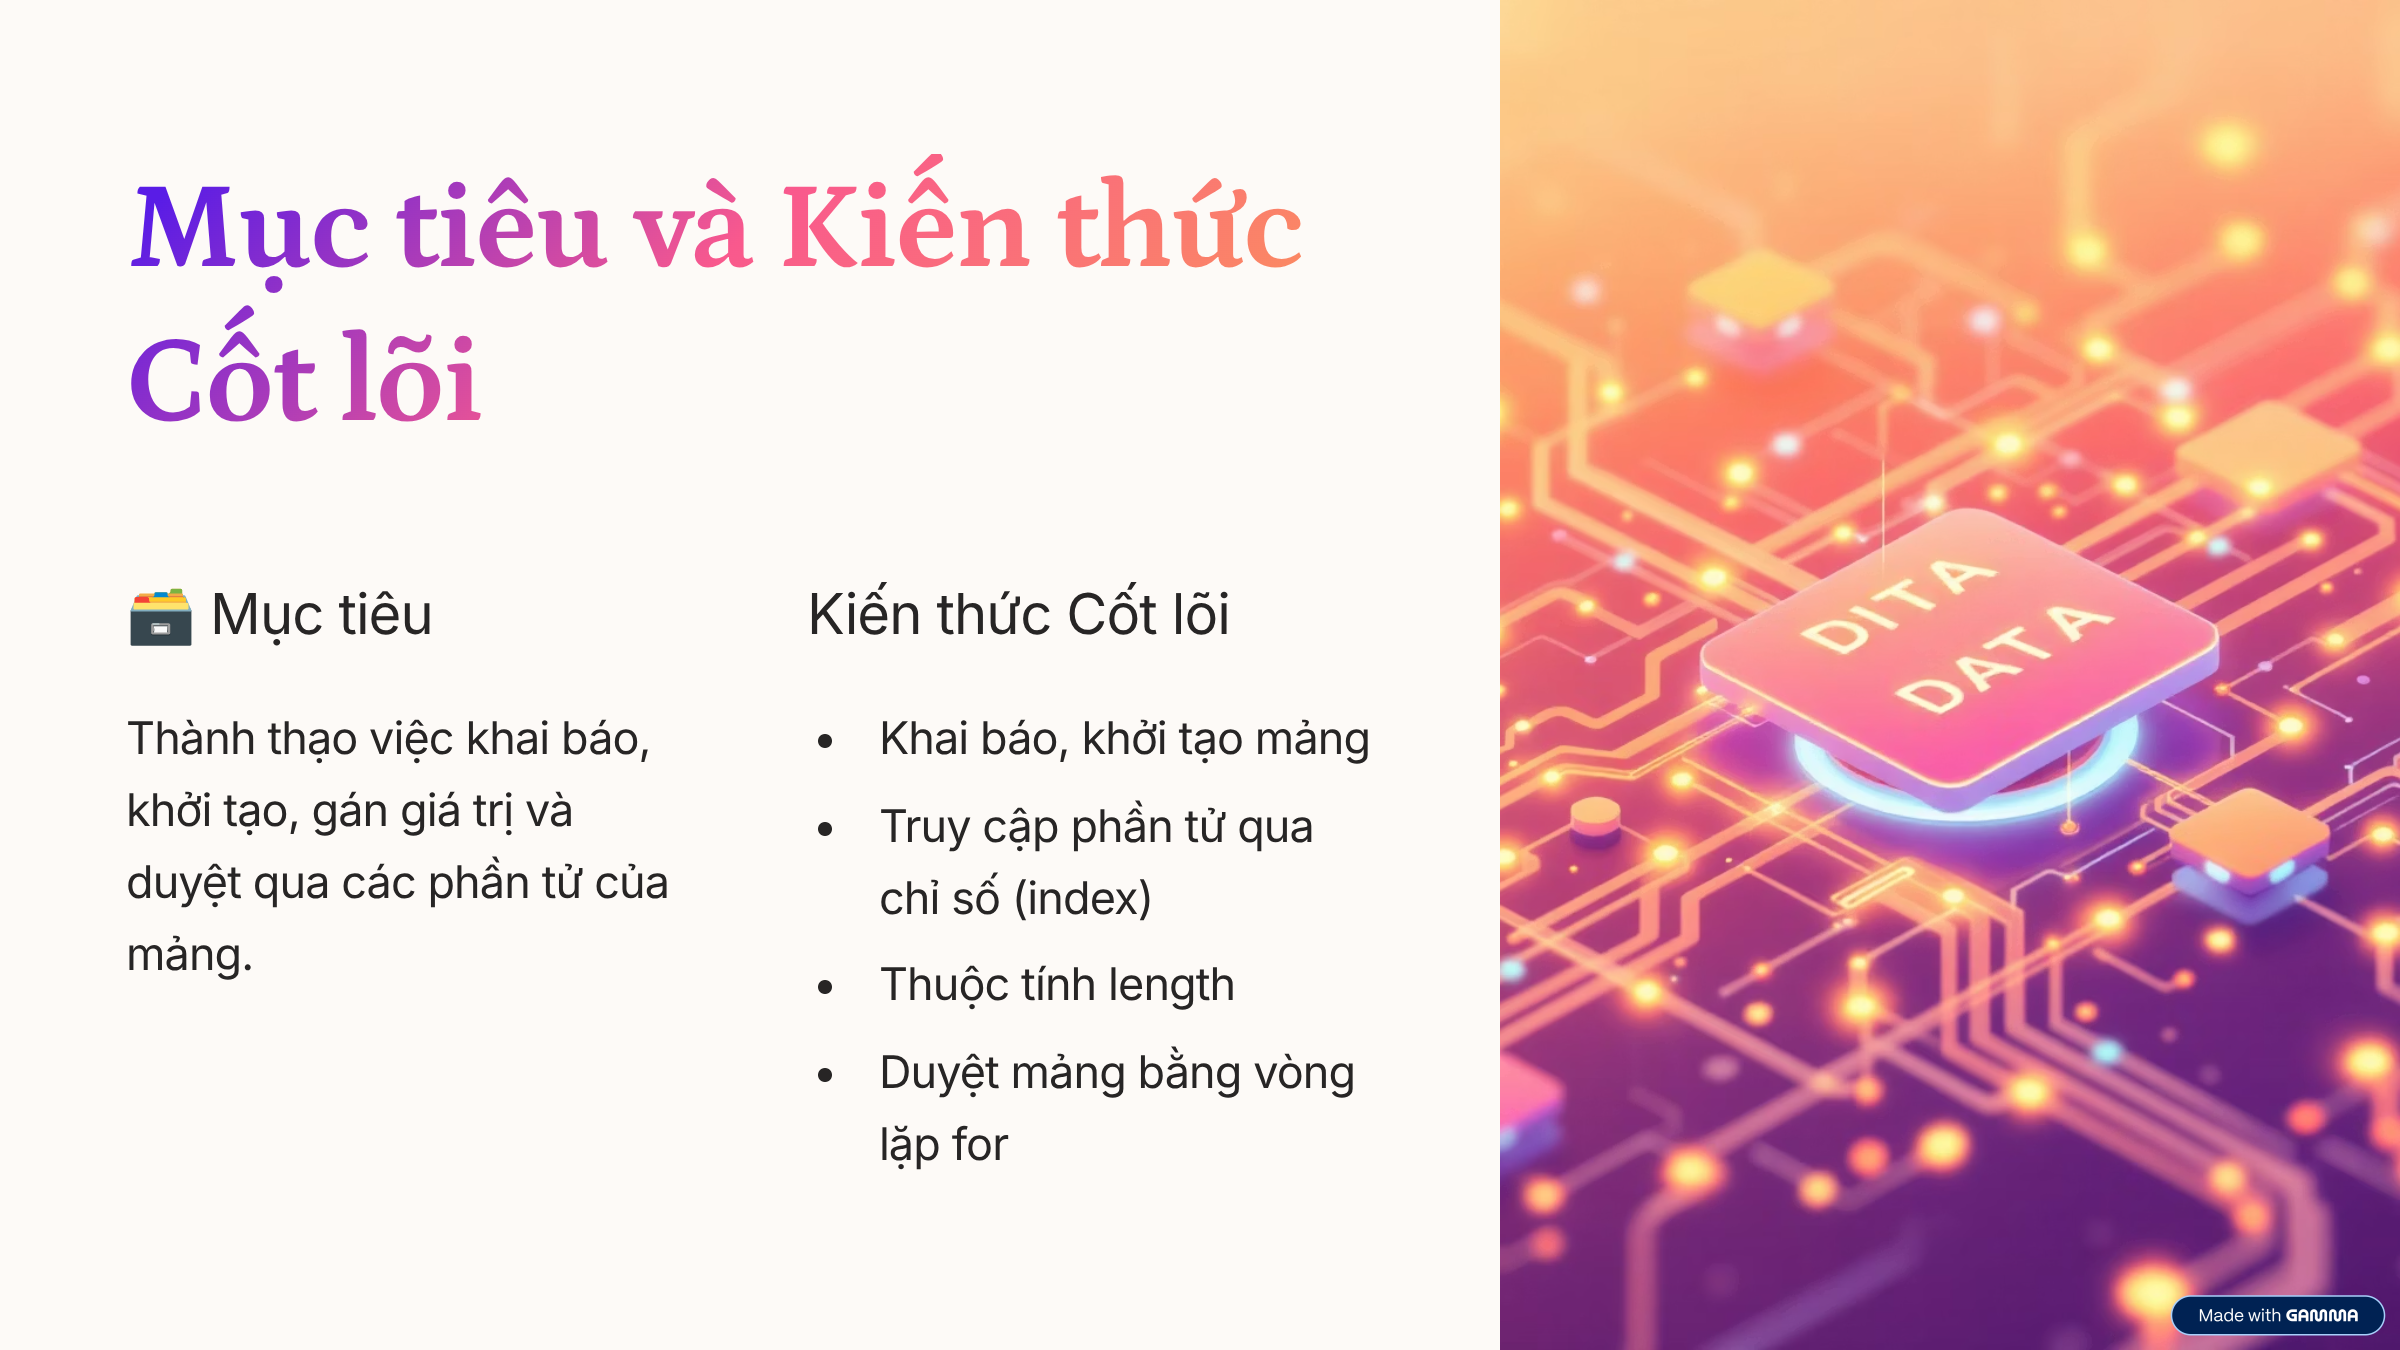 Mục tiêu và Kiến thức
Cốt lõi
🗃️ Mục tiêu
Thành thạo việc khai báo,
khởi tạo, gán giá trị và
duyệt qua các phần tử của
mảng.
Kiến thức Cốt lõi
• Khai báo, khởi tạo mảng
• Truy cập phần tử qua
chỉ số (index)
• Thuộc tính length
• Duyệt mảng bằng vòng
lặp for
DITA
DATA
Made with GAMMA